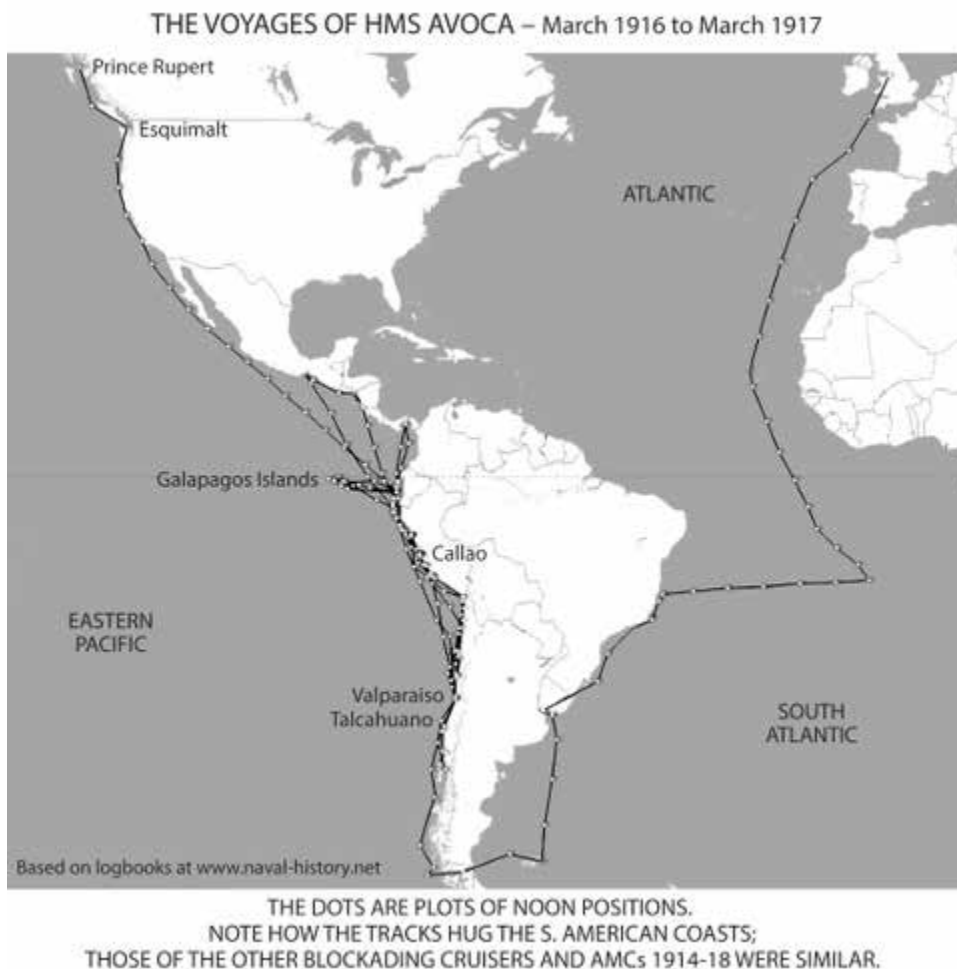 THE VOYAGES OF HMS AVOCA – March 1916 to March 1917
Prince Rupert
Esquimalt
ATLANTIC
Galapagos Islands
Callao
EASTERN
PACIFIC
Valparaiso
Talcahuano
SOUTH
ATLANTIC
Based on logbooks at www.naval-history.net
THE DOTS ARE PLOTS OF NOON POSITIONS.
NOTE HOW THE TRACKS HUG THE S. AMERICAN COASTS;
THOSE OF THE OTHER BLOCKADING CRUISERS AND AMCs 1914-18 WERE SIMILAR.